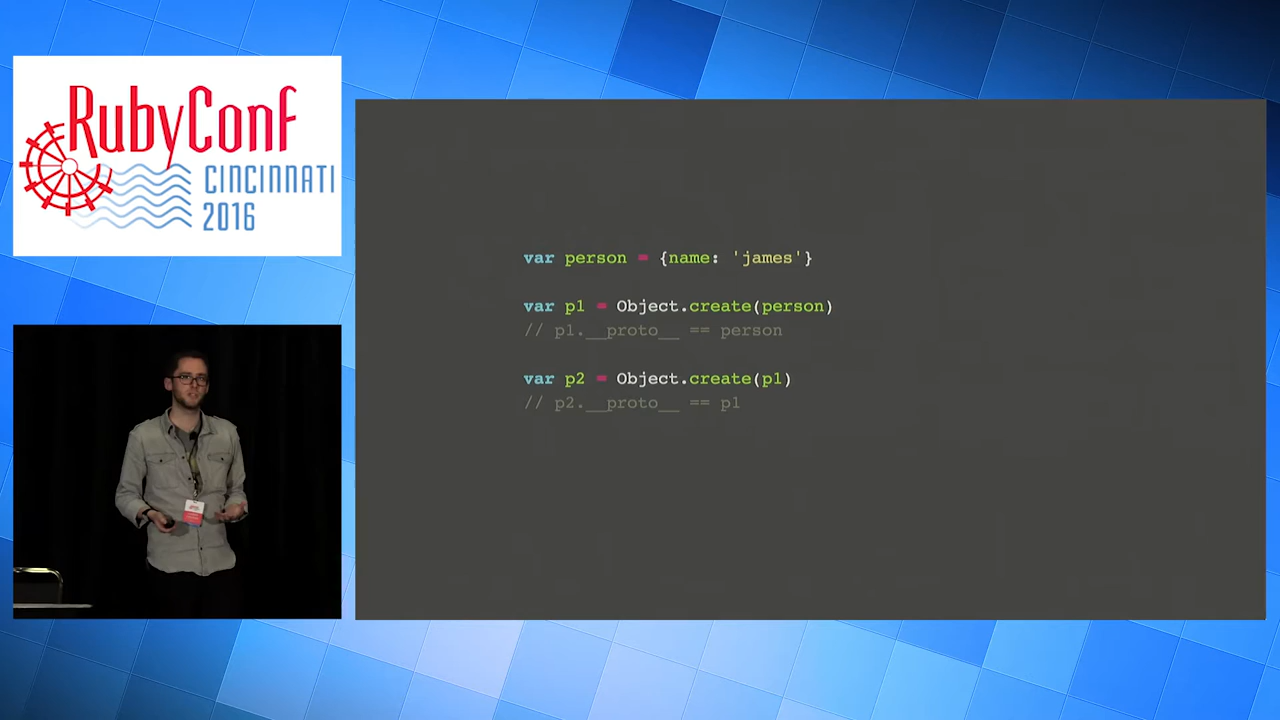 RubyConf
CINCINNATI
2016
var person = {name: 'james'}
var p1 = Object.create(person)
// p1.__proto__ == person
var p2 = Object.create(p1)
// p2.__proto__ == p1